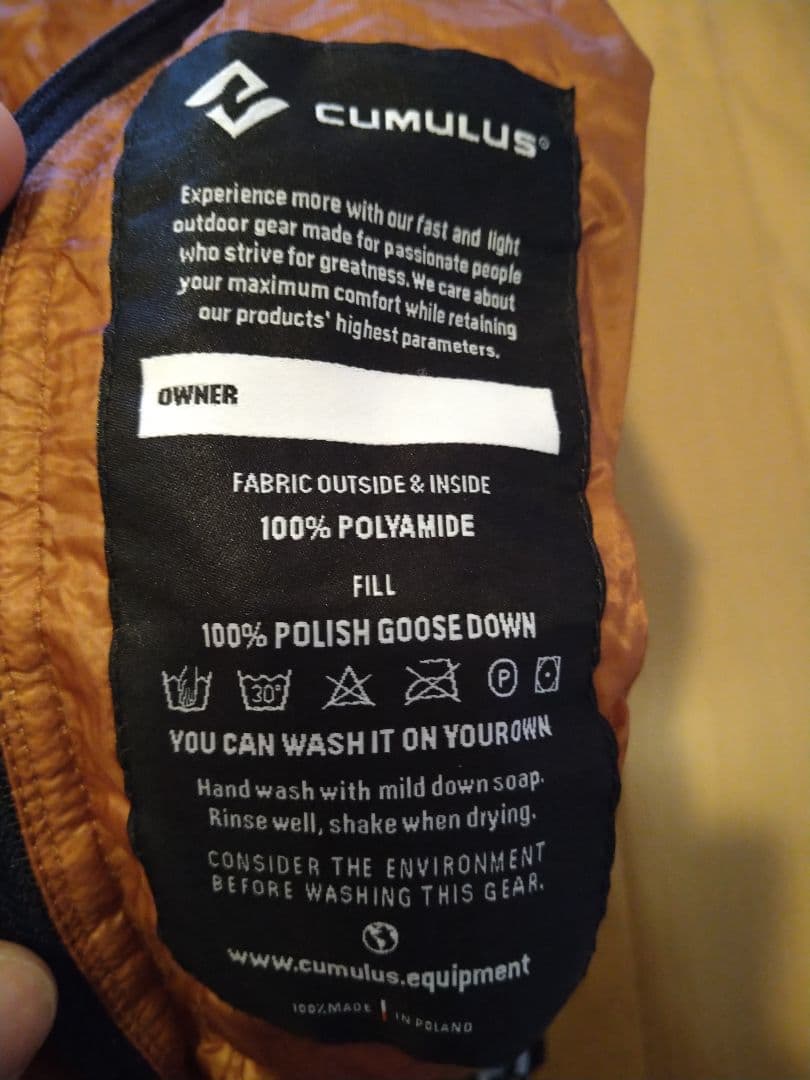 CUMULUS®
Experience more with our fast and light
outdoor gear made for passionate people
who strive for greatness. We care about
your maximum comfort while retaining
our products' highest parameters.
OWNER
FABRIC OUTSIDE & INSIDE
100% POLYAMIDE
FILL
100% POLISH GOOSE DOWN
30° P
YOU CAN WASH IT ON YOUR OWN
Hand wash with mild down soap.
Rinse well, shake when drying.
CONSIDER THE ENVIRONMENT
BEFORE WASHING THIS GEAR.
www.cumulus.equipment
100% MADE IN POLAND